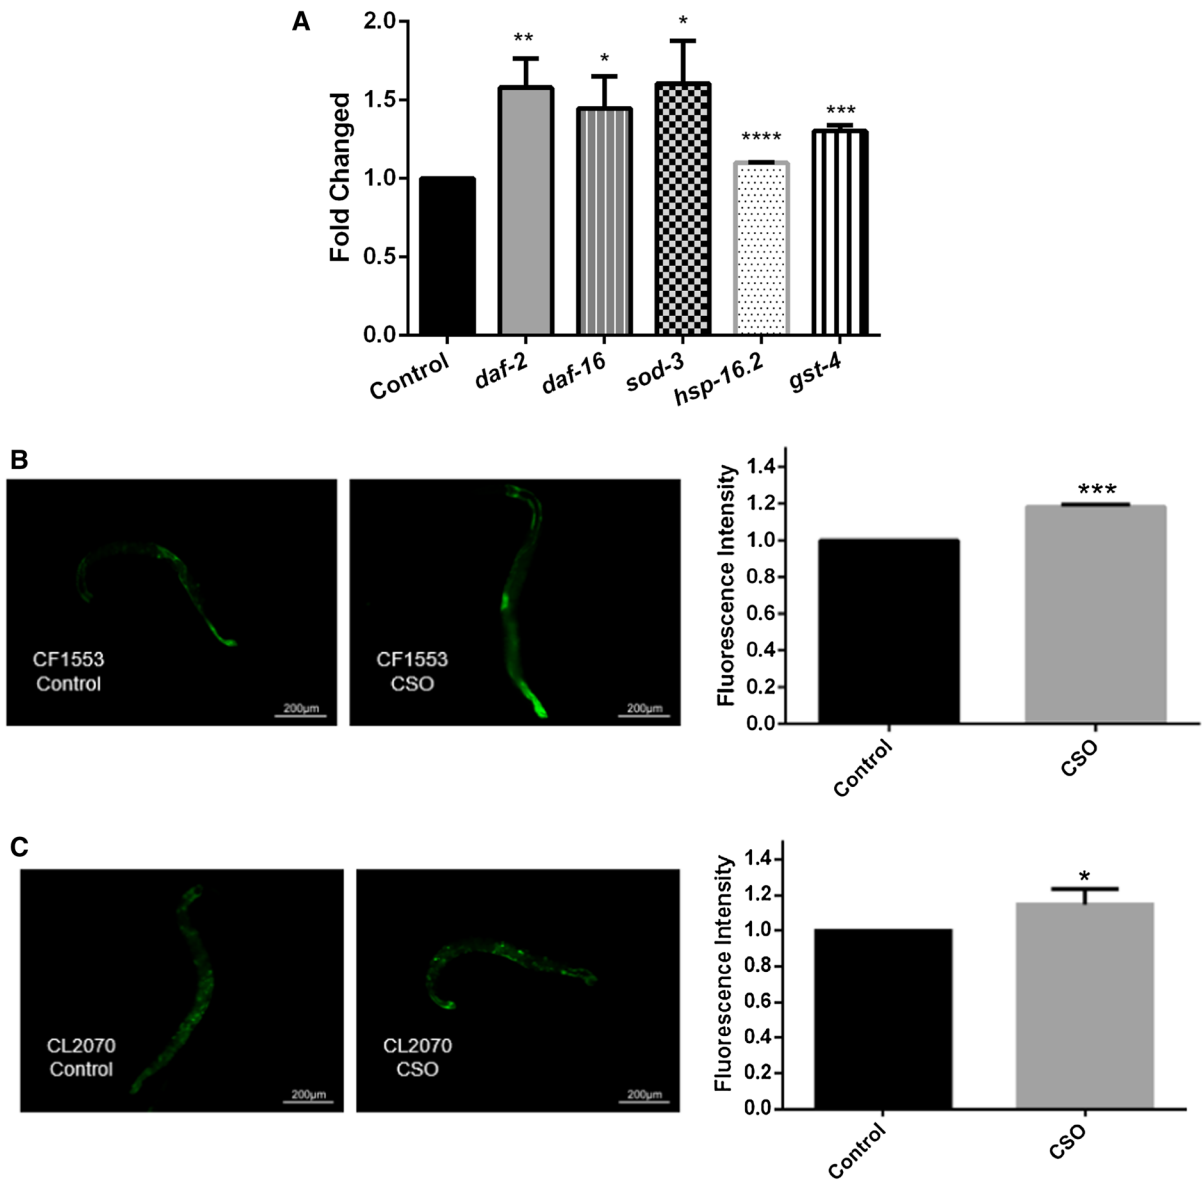 A
Fold Changed
2.0
1.5
1.0
0.5
0.0
**
*
*
****
***
Control
daf-2
daf-16
sod-3
hsp-16.2
gst-4
B
CF1553
Control
200µm
CF1553
CSO
200µm
Fluorescence Intensity
1.4
1.2
1.0
0.8
0.6
0.4
0.2
0.0
***
Control
CSO
C
CL2070
Control
200µm
CL2070
CSO
200µm
Fluorescence Intensity
1.4
1.2
1.0
0.8
0.6
0.4
0.2
0.0
*
Control
CSO